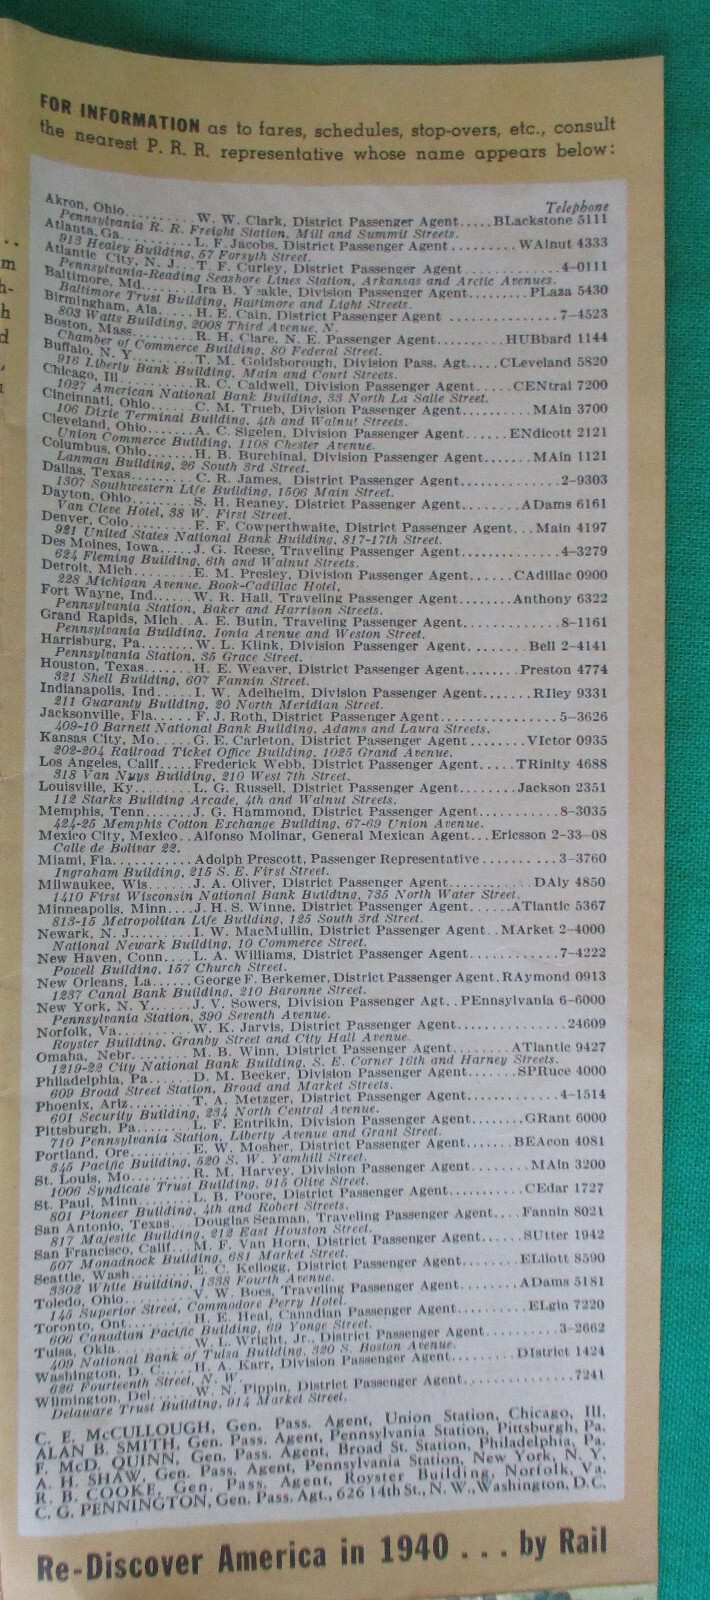 FOR INFORMATION as to fares, schedules, stop-overs, etc., consult
the nearest P. R. R. representative whose name appears below:
Telephone
Akron, Ohio..........W. W. Clark, District Passenger Agent.....BLackstone 5111
Pennsylvania R. R. Freight Station, Mill and Summit Streets.
Atlanta, Ga..........L. F. Jacobs, District Passenger Agent.........WAlnut 4333
913 Healey Building, 57 Forsyth Street.
Atlantic City, N. J...T. F. Curley, District Passenger Agent.............4-0111
Pennsylvania-Reading Seashore Lines Station, Arkansas and Arctic Avenues.
Baltimore, Md.......Ira B. Yeakle, Division Passenger Agent.........PLaza 5430
Baltimore Trust Building, Baltimore and Light Streets.
Birmingham, Ala....H. E. Cain, District Passenger Agent.............7-4523
803 Watts Building, 2008 Third Avenue, N.
Boston, Mass........R. H. Clare, N. E. Passenger Agent.......HUBbard 1144
Chamber of Commerce Building, 80 Federal Street.
Buffalo, N. Y........T. M. Goldsborough, Division Pass. Agt.....CLeveland 5820
916 Liberty Bank Building, Main and Court Streets.
Chicago, Ill..........R. C. Caldwell, Division Passenger Agent.....CENtral 7200
1027 American National Bank Building, 33 North La Salle Street.
Cincinnati, Ohio.....C. M. Trueb, Division Passenger Agent.........MAin 3700
106 Dixie Terminal Building, 4th and Walnut Streets.
Cleveland, Ohio......A. C. Sigelen, Division Passenger Agent......ENdicott 2121
Union Commerce Building, 1108 Chester Avenue.
Columbus, Ohio......H. B. Burchinal, Division Passenger Agent.......MAin 1121
Lanman Building, 26 South 3rd Street.
Dallas, Texas.........C. R. James, District Passenger Agent.............2-9303
1307 Southwestern Life Building, 1506 Main Street.
Dayton, Ohio........S. H. Reaney, District Passenger Agent........ADams 6161
Van Cleve Hotel, 38 W. First Street.
Denver, Colo.........E. F. Cowperthwaite, District Passenger Agent...Main 4197
921 United States National Bank Building, 817-17th Street.
Des Moines, Iowa.....J. G. Reese, Traveling Passenger Agent.............4-3279
624 Fleming Building, 6th and Walnut Streets.
Detroit, Mich........E. M. Presley, Division Passenger Agent......CAdillac 0900
228 Michigan Avenue, Book-Cadillac Hotel,
Fort Wayne, Ind.....W. R. Hall, Traveling Passenger Agent........Anthony 6322
Pennsylvania Station, Baker and Harrison Streets.
Grand Rapids, Mich..A. E. Butin, Traveling Passenger Agent............8-1161
Pennsylvania Building, Ionia Avenue and Weston Street.
Harrisburg, Pa........W. L. Klink, Division Passenger Agent.......Bell 2-4141
Pennsylvania Station, 35 Grace Street.
Houston, Texas......H. E. Weaver, District Passenger Agent.......Preston 4774
321 Shell Building, 607 Fannin Street.
Indianapolis, Ind.....I. W. Adelheim, Division Passenger Agent.......RIley 9331
211 Guaranty Building, 20 North Meridian Street.
Jacksonville, Fla.....F. J. Roth, District Passenger Agent................5-3626
409-10 Barnett National Bank Building, Adams and Laura Streets.
Kansas City, Mo.....G. E. Carleton, District Passenger Agent........VIctor 0935
202-204 Railroad Ticket Office Building, 1025 Grand Avenue.
Los Angeles, Calif....Frederick Webb, District Passenger Agent.....TRinity 4688
318 Van Nuys Building, 210 West 7th Street.
Louisville, Ky........L. G. Russell, District Passenger Agent........Jackson 2351
112 Starks Building Arcade, 4th and Walnut Streets.
Memphis, Tenn......J. G. Hammond, District Passenger Agent..........8-3035
424-25 Memphis Cotton Exchange Building, 67-69 Union Avenue.
Mexico City, Mexico..Alfonso Molinar, General Mexican Agent...Ericsson 2-33-08
Calle de Bolivar 22.
Miami, Fla............Adolph Prescott, Passenger Representative..........3-3760
Ingraham Building, 215 S. E. First Street.
Milwaukee, Wis......J. A. Oliver, District Passenger Agent...........DAly 4850
1410 First Wisconsin National Bank Building, 735 North Water Street.
Minneapolis, Minn....J. H. S. Winne, District Passenger Agent......ATlantic 5367
813-15 Metropolitan Life Building, 125 South 3rd Street.
Newark, N. J.........I. W. MacMullin, District Passenger Agent..MArket 2-4000
National Newark Building, 10 Commerce Street.
New Haven, Conn....L. A. Williams, District Passenger Agent............7-4222
Powell Building, 157 Church Street.
New Orleans, La......George F. Berkemer, District Passenger Agent.RAymond 0913
1237 Canal Bank Building, 210 Baronne Street.
New York, N. Y......J. V. Sowers, Division Passenger Agt..PEnnsylvania 6-6000
Pennsylvania Station, 390 Seventh Avenue.
Norfolk, Va..........W. K. Jarvis, District Passenger Agent..............24609
Royster Building, Granby Street and City Hall Avenue.
Omaha, Nebr........M. B. Winn, District Passenger Agent........ATlantic 9427
1219-22 City National Bank Building, S. E. Corner 16th and Harney Streets.
Philadelphia, Pa......D. M. Becker, Division Passenger Agent.......SPRuce 4000
609 Broad Street Station, Broad and Market Streets.
Phoenix, Ariz.........T. A. Metzger, District Passenger Agent...........4-1514
601 Security Building, 234 North Central Avenue.
Pittsburgh, Pa........L. F. Entrikin, Division Passenger Agent.......GRant 6000
710 Pennsylvania Station, Liberty Avenue and Grant Street.
Portland, Ore.........E. W. Mosher, District Passenger Agent......BEAcon 4081
345 Pacific Building, 520 S. W. Yamhill Street.
St. Louis, Mo.........R. M. Harvey, Division Passenger Agent........MAin 3200
1006 Syndicate Trust Building, 915 Olive Street.
St. Paul, Minn........L. B. Poore, District Passenger Agent..........CEdar 1727
801 Pioneer Building, 4th and Robert Streets.
San Antonio, Texas...Douglas Seaman, Traveling Passenger Agent....Fannin 8021
817 Majestic Building, 212 East Houston Street.
San Francisco, Calif...M. F. Van Horn, District Passenger Agent......SUtter 1942
507 Monadnock Building, 681 Market Street.
Seattle, Wash.........E. C. Kellogg, District Passenger Agent........ELliott 8590
3302 White Building, 1338 Fourth Avenue.
Toledo, Ohio.........V. W. Boes, Traveling Passenger Agent.........ADams 5181
145 Superior Street, Commodore Perry Hotel.
Toronto, Ont.........H. E. Heal, Canadian Passenger Agent.........ELgin 7220
606 Canadian Pacific Building, 69 Yonge Street.
Tulsa, Okla..........W. L. Wright, Jr., District Passenger Agent..........3-2662
409 National Bank of Tulsa Building, 320 S. Boston Avenue.
Washington, D. C.....H. A. Karr, Division Passenger Agent.........DIstrict 1424
626 Fourteenth Street, N. W.
Wilmington, Del......W. N. Pippin, District Passenger Agent.............7241
Delaware Trust Building, 914 Market Street.
C. E. McCULLOUGH, Gen. Pass. Agent, Union Station, Chicago, Ill.
ALAN B. SMITH, Gen. Pass. Agent, Pennsylvania Station, Pittsburgh, Pa.
F. McD. QUINN, Gen. Pass. Agent, Broad St. Station, Philadelphia, Pa.
A. H. SHAW, Gen. Pass. Agent, Pennsylvania Station, New York, N. Y.
R. B. COOKE, Gen. Pass. Agent, Royster Building, Norfolk, Va.
C. G. PENNINGTON, Gen. Pass. Agt., 626 14th St., N. W., Washington, D.C.
Re-Discover America in 1940 . . . by Rail